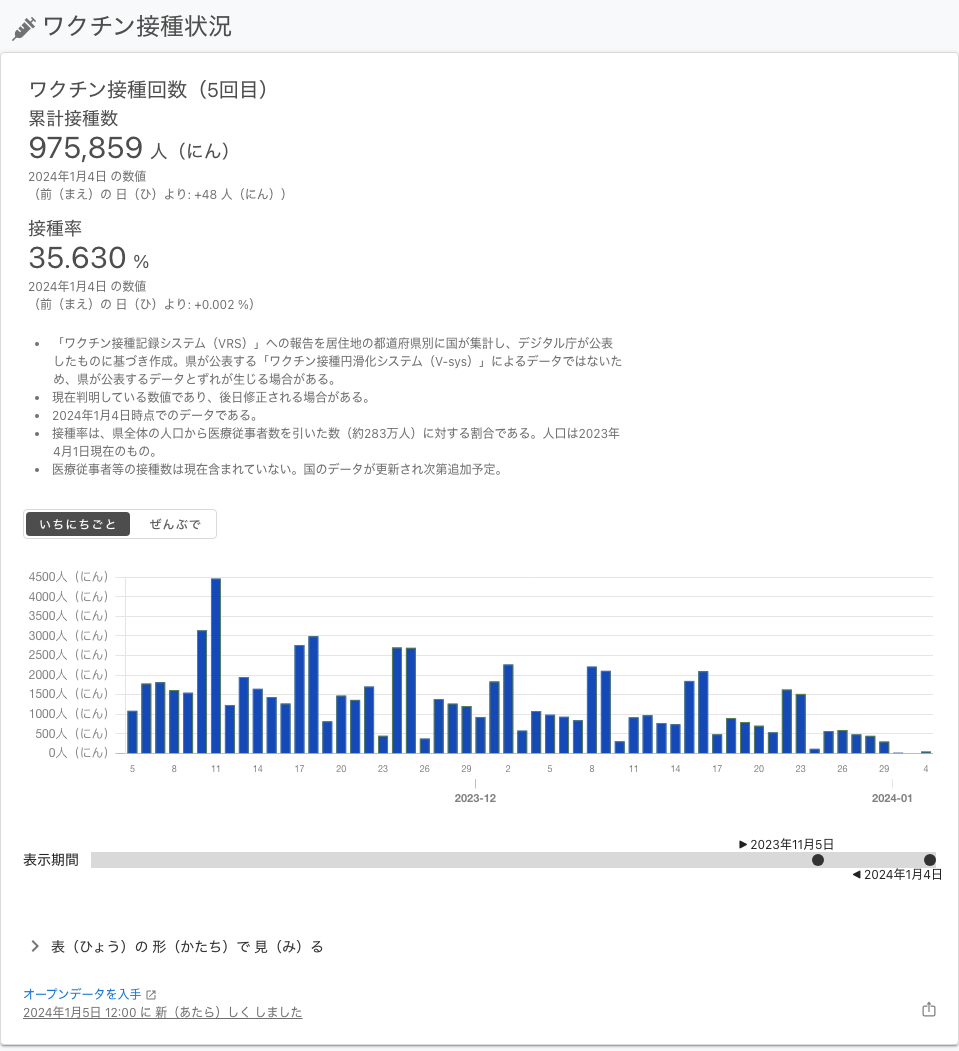 ワクチン接種状況
ワクチン接種回数（5回目）
累計接種数
975,859 人（にん）
2024年1月4日 の数値
（前（まえ）の 日（ひ）より: +48 人（にん））
接種率
35.630 %
2024年1月4日 の数値
（前（まえ）の 日（ひ）より: +0.002 %）
• 「ワクチン接種記録システム（VRS）」への報告を居住地の都道府県別に国が集計し、デジタル庁が公表
したものに基づき作成。県が公表する「ワクチン接種円滑化システム（V-sys）」によるデータではないた
め、県が公表するデータとずれが生じる場合がある。
• 現在判明している数値であり、後日修正される場合がある。
• 2024年1月4日時点でのデータである。
• 接種率は、県全体の人口から医療従事者数を引いた数（約283万人）に対する割合である。人口は2023年
4月1日現在のもの。
• 医療従事者等の接種数は現在含まれていない。国のデータが更新され次第追加予定。
いちにちごと ぜんぶで
4500人（にん）
4000人（にん）
3500人（にん）
3000人（にん）
2500人（にん）
2000人（にん）
1500人（にん）
1000人（にん）
500人（にん）
0人（にん）
5 8 11 14 17 20 23 26 29 2 5 8 11 14 17 20 23 26 29 4
2023-12 2024-01
▶ 2023年11月5日
表示期間
◀ 2024年1月4日
表（ひょう）の 形（かたち）で 見（み）る
オープンデータを入手
2024年1月5日 12:00 に 新（あたら）しく しました